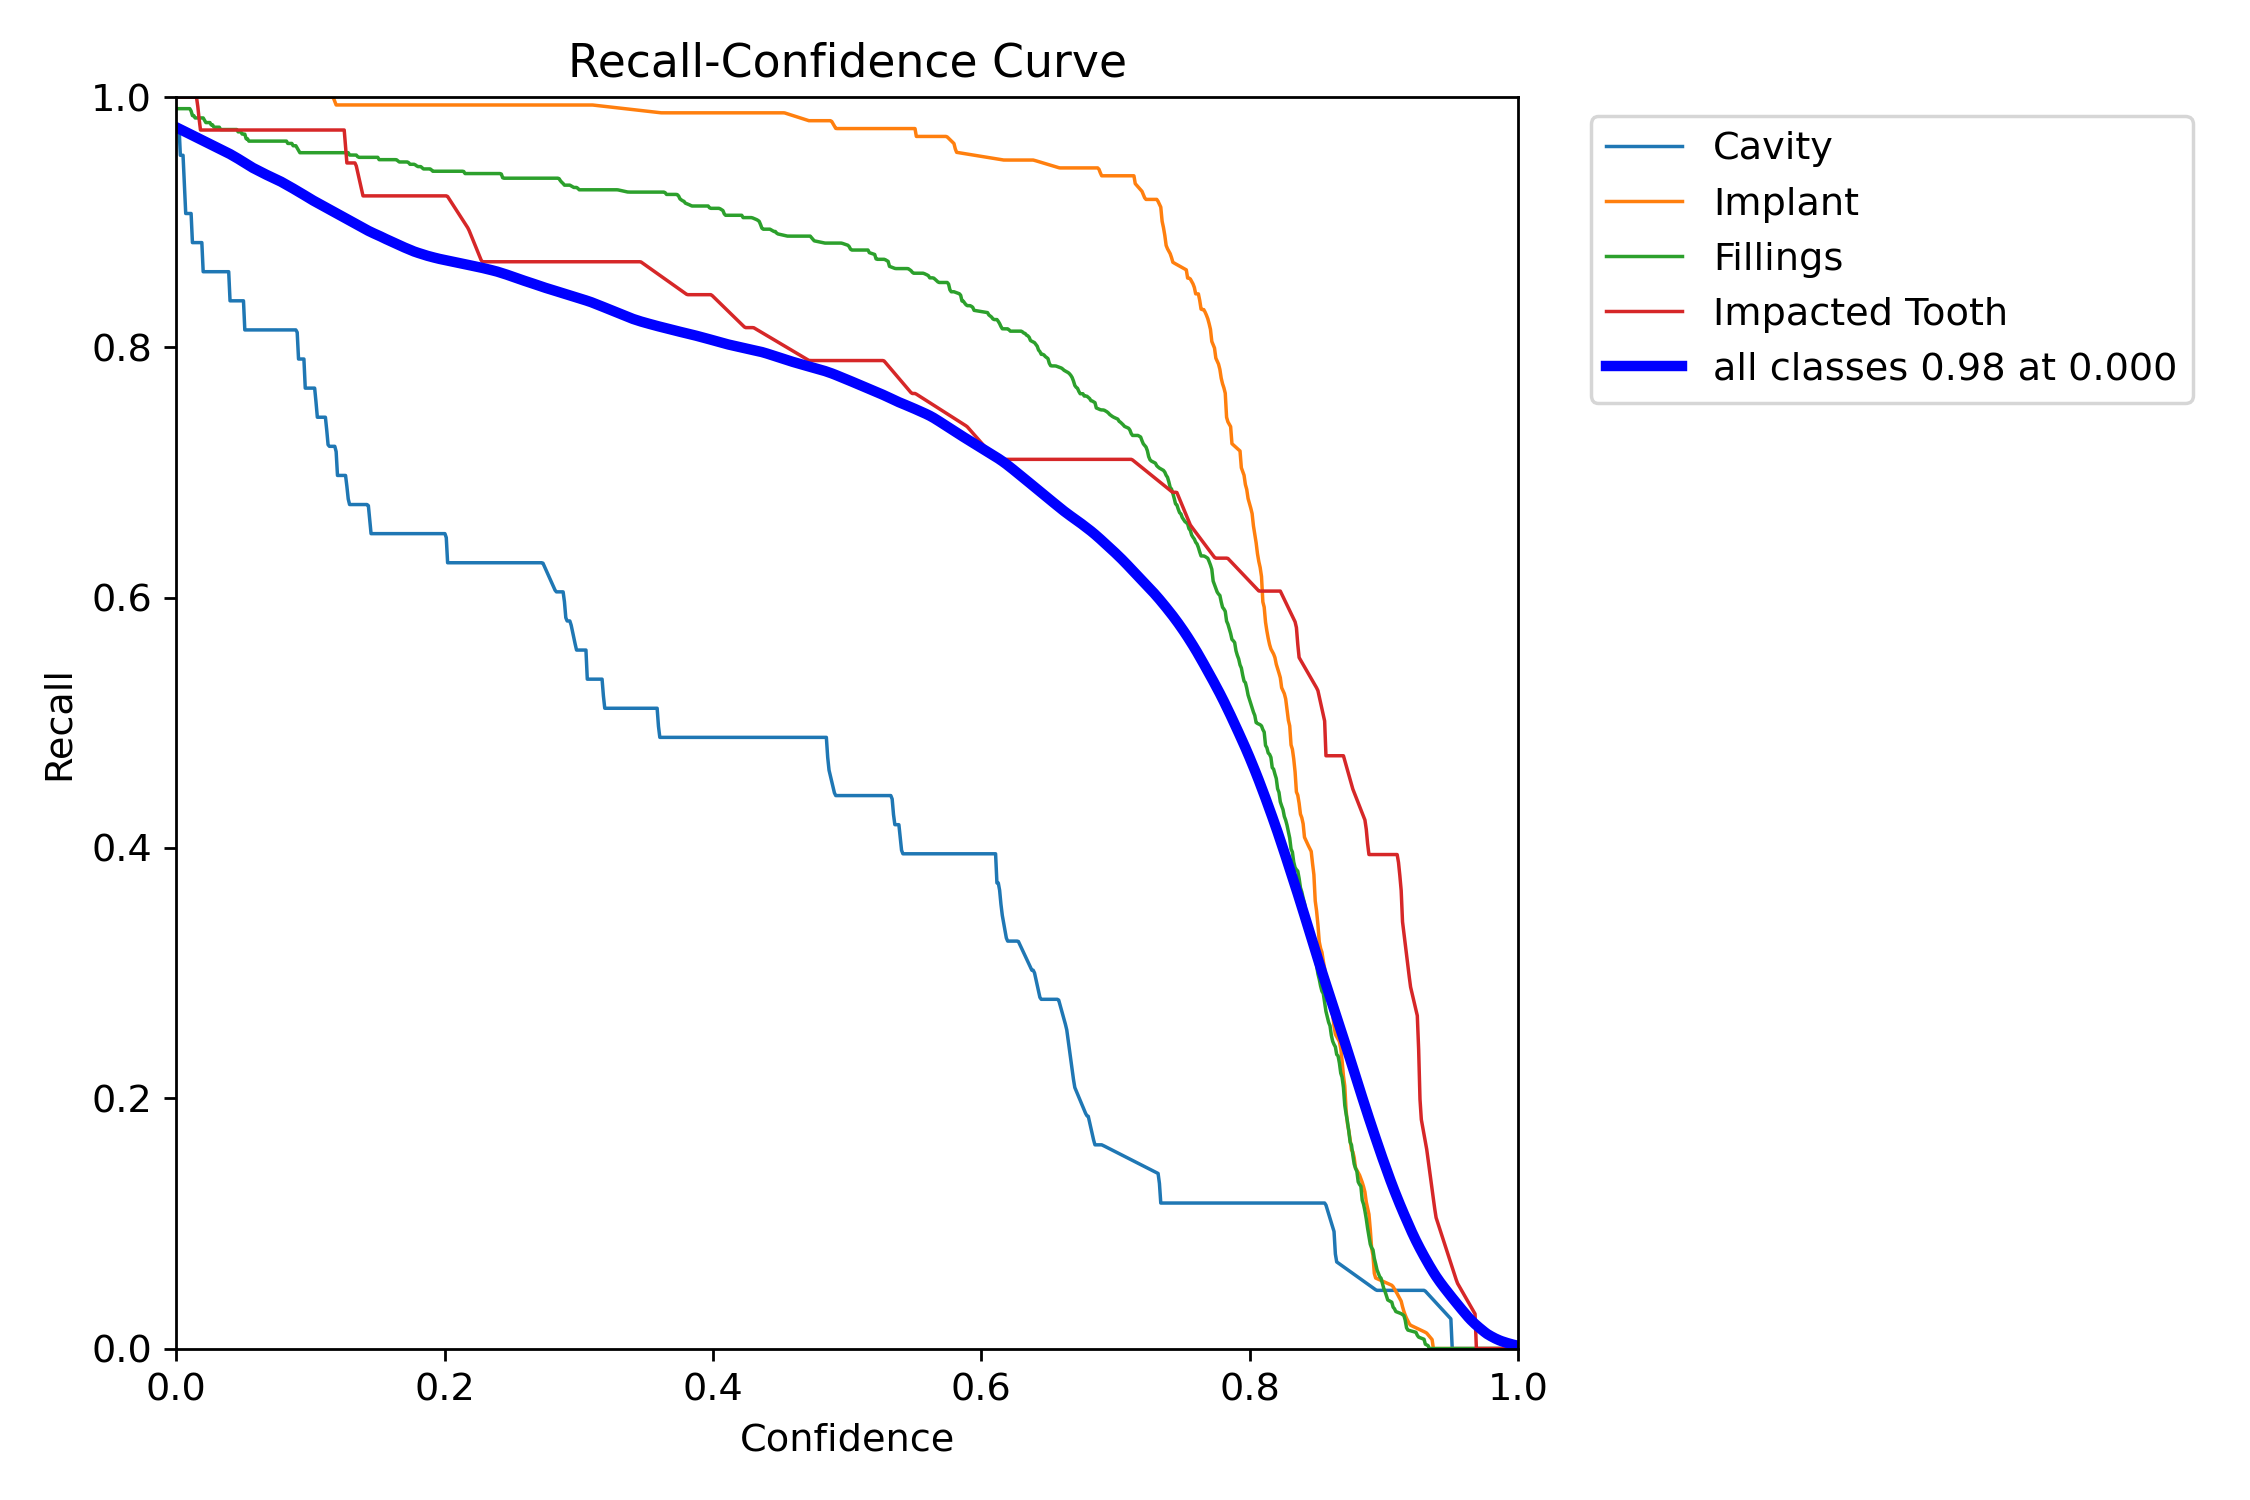 Recall-Confidence Curve
1.0
0.8
0.6
0.4
0.2
0.0
Recall
0.0 0.2 0.4 0.6 0.8 1.0
Confidence
Cavity
Implant
Fillings
Impacted Tooth
all classes 0.98 at 0.000